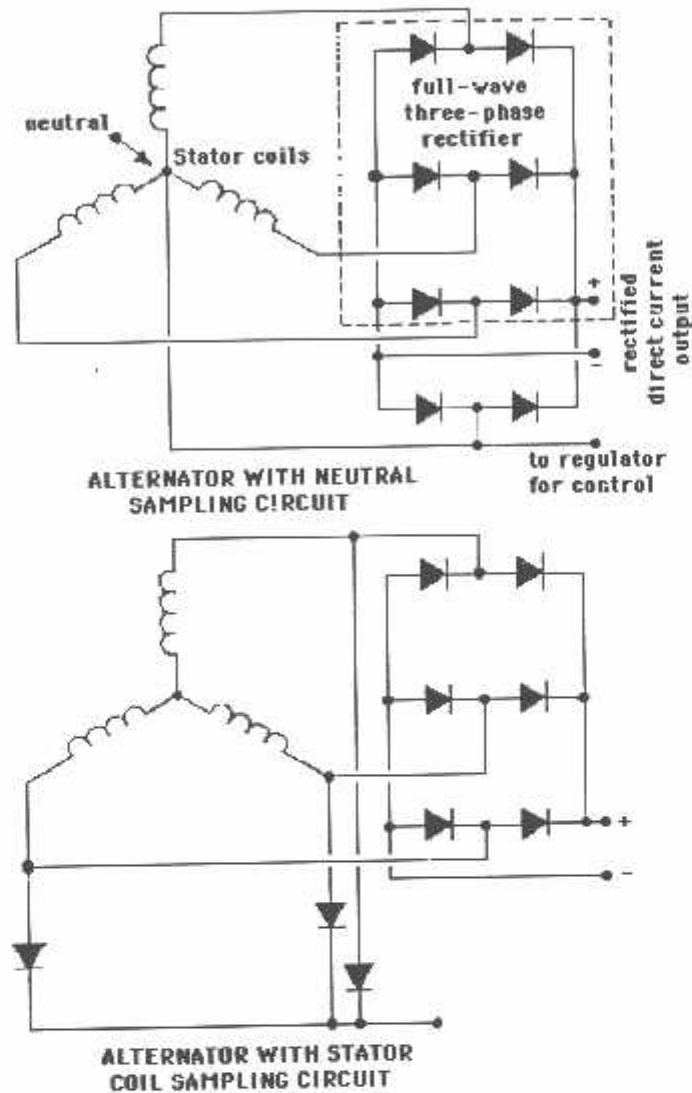 full-wave
three-phase
rectifier
neutral
Stator coils
+
-
rectified
direct current
output
to regulator
for control
ALTERNATOR WITH NEUTRAL
SAMPLING CIRCUIT
+
-
ALTERNATOR WITH STATOR
COIL SAMPLING CIRCUIT